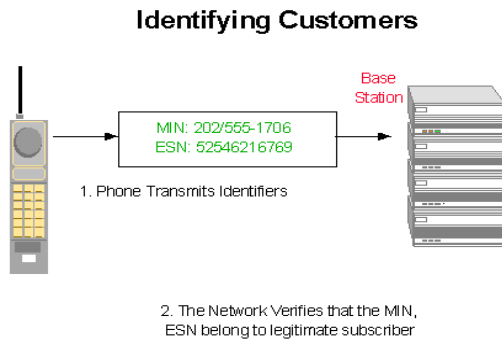 Identifying Customers
Base
Station
MIN: 202/555-1706
ESN: 52546216769
1. Phone Transmits Identifiers
2. The Network Verifies that the MIN,
ESN belong to legitimate subscriber